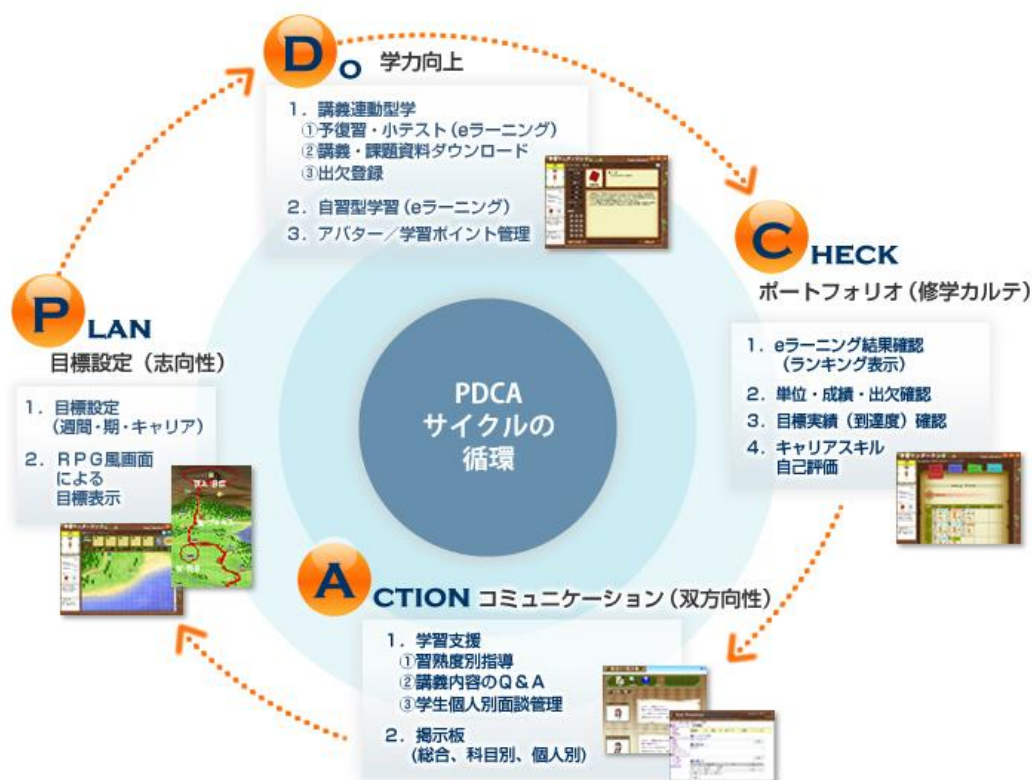 DO 学力向上
1. 講義連動型学
①予復習・小テスト(eラーニング)
②講義・課題資料ダウンロード
③出欠登録
2. 自習型学習(eラーニング)
3. アバター/学習ポイント管理
CHECK
ポートフォリオ(修学カルテ)
1. eラーニング結果確認
(ランキング表示)
2. 単位・成績・出欠確認
3. 目標実績(到達度)確認
4. キャリアスキル
自己評価
PLAN
目標設定(志向性)
1. 目標設定
(週間・期・キャリア)
2. RPG風画面
による
目標表示
PDCA
サイクルの
循環
ACTION コミュニケーション(双方向性)
1. 学習支援
①習熟度別指導
②講義内容のQ&A
③学生個人別面談管理
2. 掲示板
(総合、科目別、個人別)